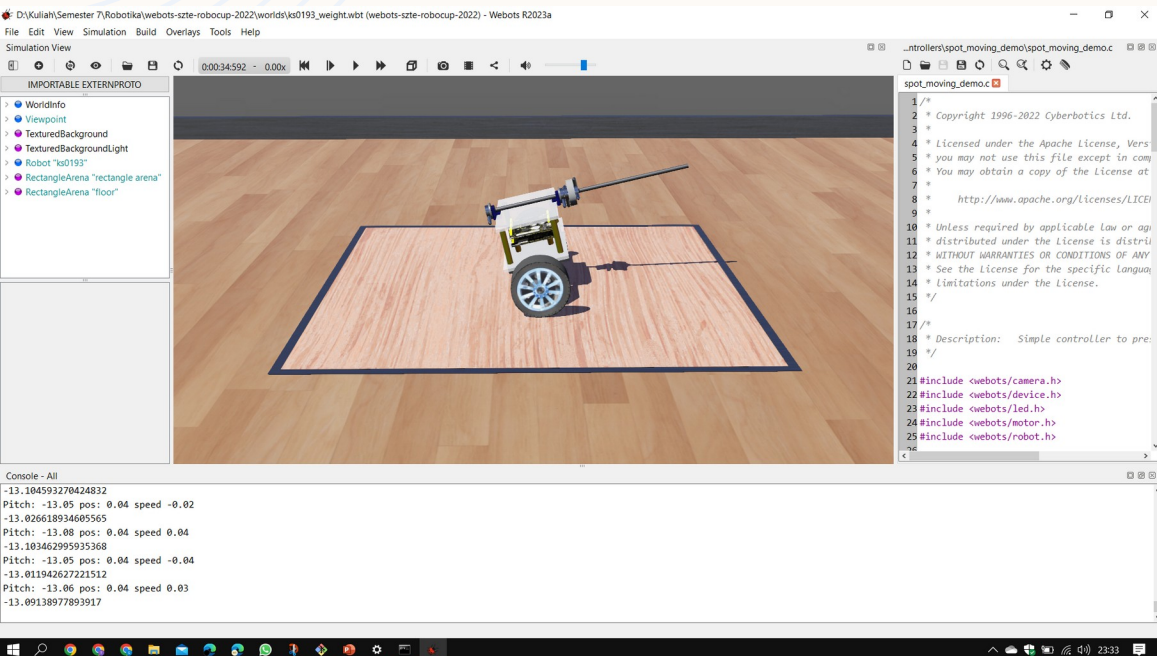 D:\Kuliah\Semester 7\Robotika\webots-szte-robocup-2022\worlds\ks0193_weight.wbt (webots-szte-robocup-2022) - Webots R2023a
File Edit View Simulation Build Overlays Tools Help
Simulation View
0:00:34:592 - 0.00x
IMPORTABLE EXTERNPROTO
WorldInfo
Viewpoint
TexturedBackground
TexturedBackgroundLight
Robot "ks0193"
RectangleArena "rectangle arena"
RectangleArena "floor"
...ntrollers\spot_moving_demo\spot_moving_demo.c
spot_moving_demo.c
1 /*
2 * Copyright 1996-2022 Cyberbotics Ltd.
3 *
4 * Licensed under the Apache License, Vers
5 * you may not use this file except in com
6 * You may obtain a copy of the License at
7 *
8 * http://www.apache.org/licenses/LICE
9 *
10 * Unless required by applicable law or ag
11 * distributed under the License is distri
12 * WITHOUT WARRANTIES OR CONDITIONS OF ANY
13 * See the License for the specific langua
14 * limitations under the License.
15 */
16
17 /*
18 * Description: Simple controller to pre
19 */
20
21 #include <webots/camera.h>
22 #include <webots/device.h>
23 #include <webots/led.h>
24 #include <webots/motor.h>
25 #include <webots/robot.h>
26
Console - All
-13.104593270424832
Pitch: -13.05 pos: 0.04 speed -0.02
-13.026618934605565
Pitch: -13.08 pos: 0.04 speed 0.04
-13.103462995935368
Pitch: -13.05 pos: 0.04 speed -0.04
-13.011942627221512
Pitch: -13.06 pos: 0.04 speed 0.03
-13.09138977893917
23:33